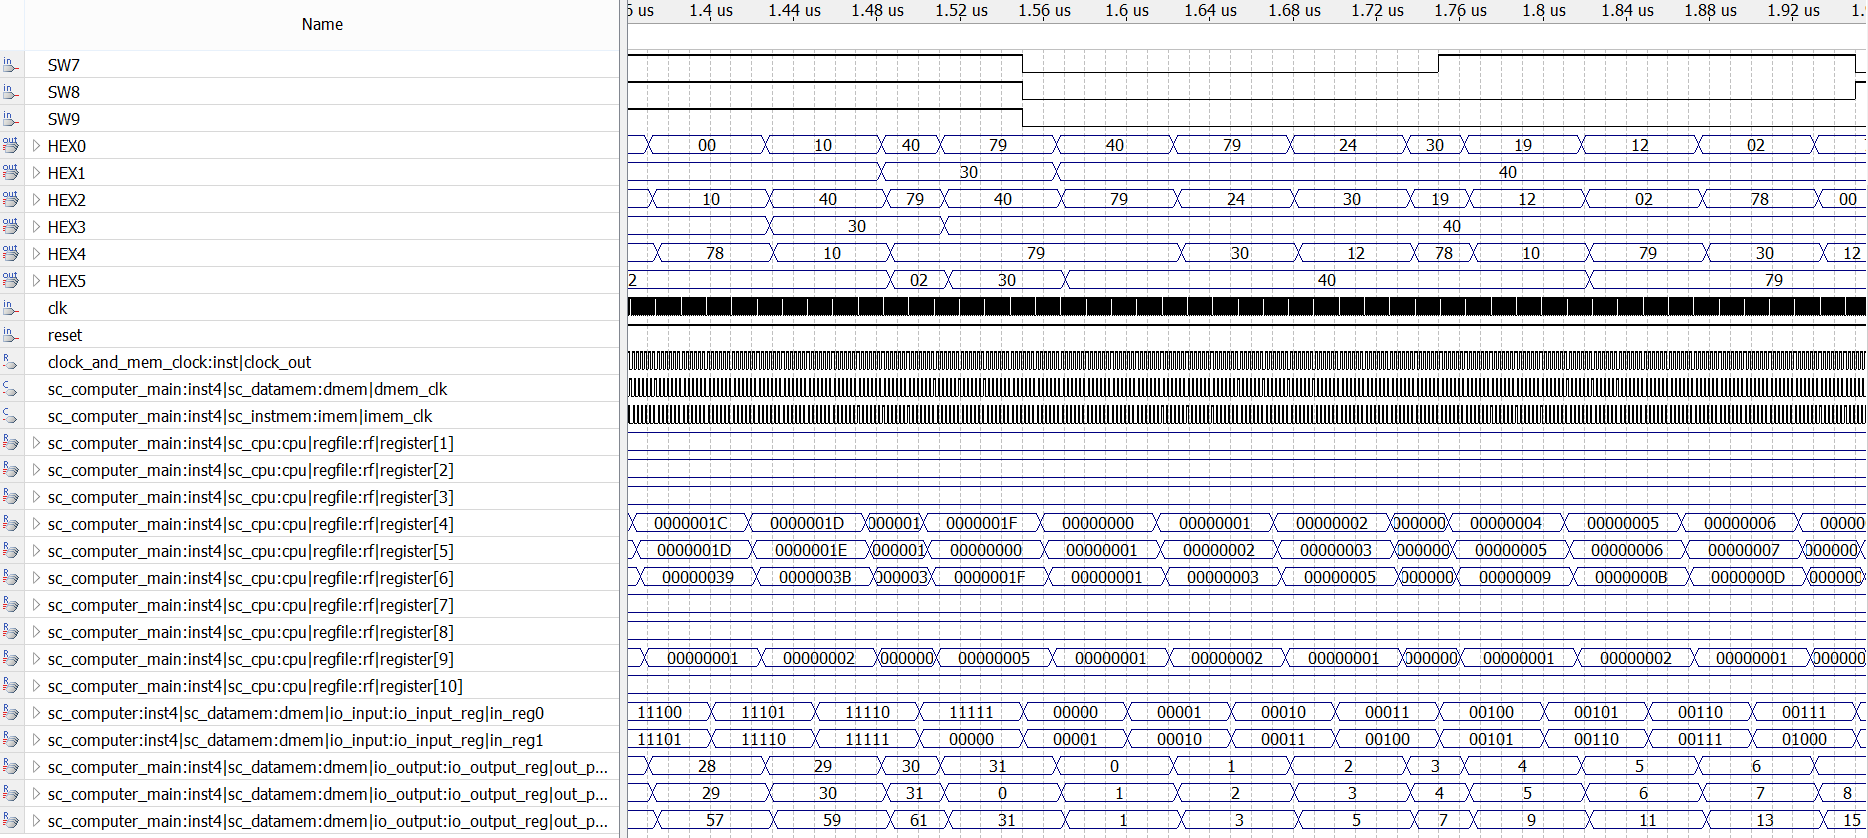 Name 5 us 1.4 us 1.44 us 1.48 us 1.52 us 1.56 us 1.6 us 1.64 us 1.68 us 1.72 us 1.76 us 1.8 us 1.84 us 1.88 us 1.92 us 1.
in SW7
in SW8
in SW9
out HEX0 00 10 40 79 40 79 24 30 19 12 02
out HEX1 30 40
out HEX2 10 40 79 40 79 24 30 19 12 02 78 00
out HEX3 30 40
out HEX4 78 10 79 30 12 78 10 79 30 12
out HEX5 2 02 30 40 79
in clk
in reset
R clock_and_mem_clock:inst|clock_out
C sc_computer_main:inst4|sc_datamem:dmem|dmem_clk
C sc_computer_main:inst4|sc_instmem:imem|imem_clk
R sc_computer_main:inst4|sc_cpu:cpu|regfile:rf|register[1]
R sc_computer_main:inst4|sc_cpu:cpu|regfile:rf|register[2]
R sc_computer_main:inst4|sc_cpu:cpu|regfile:rf|register[3]
R sc_computer_main:inst4|sc_cpu:cpu|regfile:rf|register[4] 0000001C 0000001D 000001 0000001F 00000000 00000001 00000002 000000 00000004 00000005 00000006 00000
R sc_computer_main:inst4|sc_cpu:cpu|regfile:rf|register[5] 0000001D 0000001E 000001 00000000 00000001 00000002 00000003 000000 00000005 00000006 00000007 000000
R sc_computer_main:inst4|sc_cpu:cpu|regfile:rf|register[6] 00000039 0000003B 000003 0000001F 00000001 00000003 00000005 000000 00000009 0000000B 0000000D 000000
R sc_computer_main:inst4|sc_cpu:cpu|regfile:rf|register[7]
R sc_computer_main:inst4|sc_cpu:cpu|regfile:rf|register[8]
R sc_computer_main:inst4|sc_cpu:cpu|regfile:rf|register[9] 00000001 00000002 000000 00000005 00000001 00000002 00000001 000000 00000001 00000002 00000001 000000
R sc_computer_main:inst4|sc_cpu:cpu|regfile:rf|register[10]
R sc_computer:inst4|sc_datamem:dmem|io_input:io_input_reg|in_reg0 11100 11101 11110 11111 00000 00001 00010 00011 00100 00101 00110 00111
R sc_computer:inst4|sc_datamem:dmem|io_input:io_input_reg|in_reg1 11101 11110 11111 00000 00001 00010 00011 00100 00101 00110 00111 01000
R sc_computer_main:inst4|sc_datamem:dmem|io_output:io_output_reg|out_p... 28 29 30 31 0 1 2 3 4 5 6
R sc_computer_main:inst4|sc_datamem:dmem|io_output:io_output_reg|out_p... 29 30 31 0 1 2 3 4 5 6 7 8
R sc_computer_main:inst4|sc_datamem:dmem|io_output:io_output_reg|out_p... 57 59 61 31 1 3 5 7 9 11 13 15